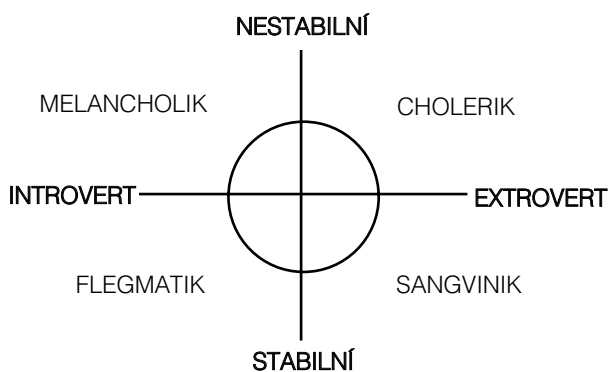 NESTABILNÍ
MELANCHOLIK
CHOLERIK
INTROVERT
EXTROVERT
FLEGMATIK
SANGVINIK
STABILNÍ